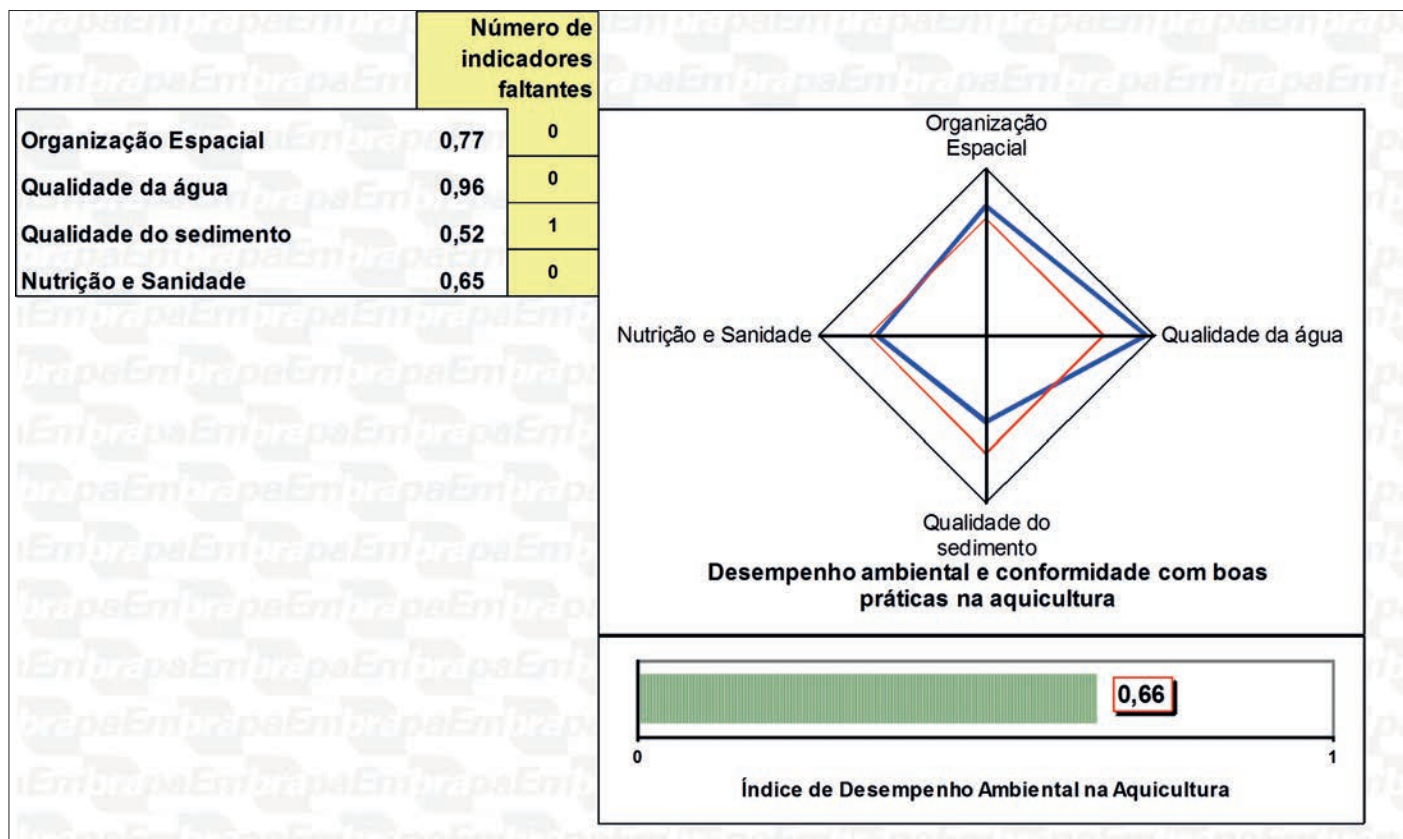 Número de
indicadores
faltantes
Organização Espacial 0,77 0
Qualidade da água 0,96 0
Qualidade do sedimento 0,52 1
Nutrição e Sanidade 0,65 0
Organização
Espacial
Nutrição e Sanidade
Qualidade da água
Qualidade do
sedimento
Desempenho ambiental e conformidade com boas
práticas na aquicultura
0,66
0 1
Índice de Desempenho Ambiental na Aquicultura